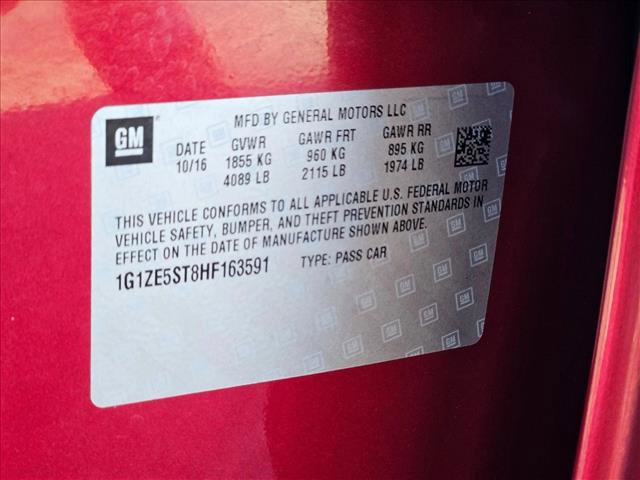 MFD BY GENERAL MOTORS LLC
GM
DATE GVWR GAWR FRT GAWR RR
10/16 1855 KG 960 KG 895 KG
4089 LB 2115 LB 1974 LB
THIS VEHICLE CONFORMS TO ALL APPLICABLE U.S. FEDERAL MOTOR
VEHICLE SAFETY, BUMPER, AND THEFT PREVENTION STANDARDS IN
EFFECT ON THE DATE OF MANUFACTURE SHOWN ABOVE.
1G1ZE5ST8HF163591 TYPE: PASS CAR